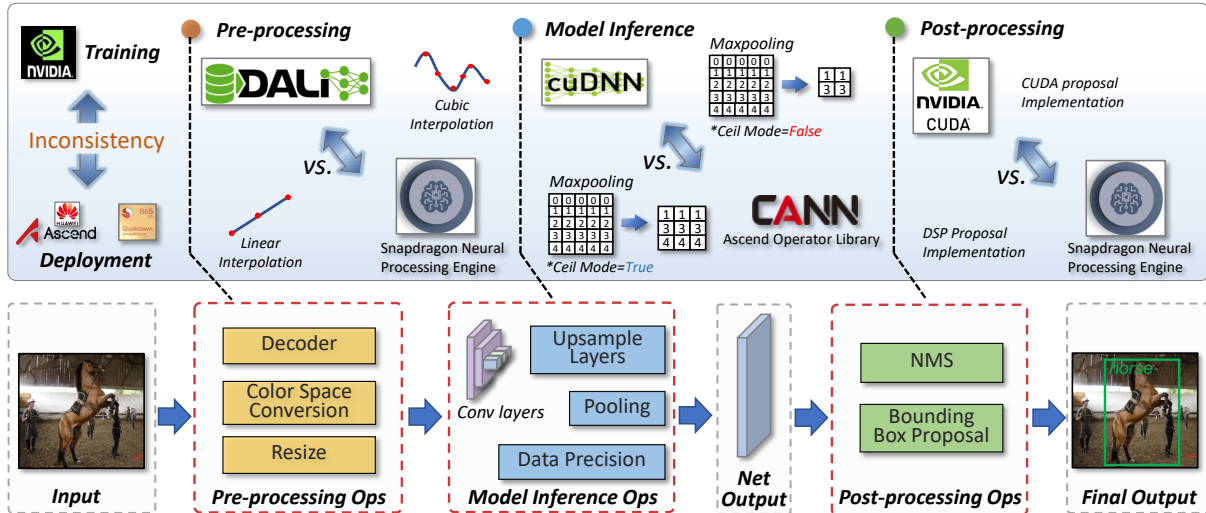 Training
NVIDIA.
Inconsistency
HUAWEI
Ascend
865
Qualcomm
snapdragon
Deployment
Pre-processing
DALI
Cubic
Interpolation
vs.
Linear
Interpolation
Snapdragon Neural
Processing Engine
Model Inference
cuDNN
Maxpooling
0 0 0 0 0
1 1 1 1 1
2 2 2 2 2
3 3 3 3 3
4 4 4 4 4
1 1
3 3
*Ceil Mode=False
vs.
Maxpooling
0 0 0 0 0
1 1 1 1 1
2 2 2 2 2
3 3 3 3 3
4 4 4 4 4
1 1 1
3 3 3
4 4 4
*Ceil Mode=True
CANN
Ascend Operator Library
Post-processing
NVIDIA.
CUDA
CUDA proposal
Implementation
vs.
DSP Proposal
Implementation
Snapdragon Neural
Processing Engine
Input
Decoder
Color Space
Conversion
Resize
Pre-processing Ops
Conv layers
Upsample
Layers
Pooling
Data Precision
Model Inference Ops
Net
Output
NMS
Bounding
Box Proposal
Post-processing Ops
horse
Final Output